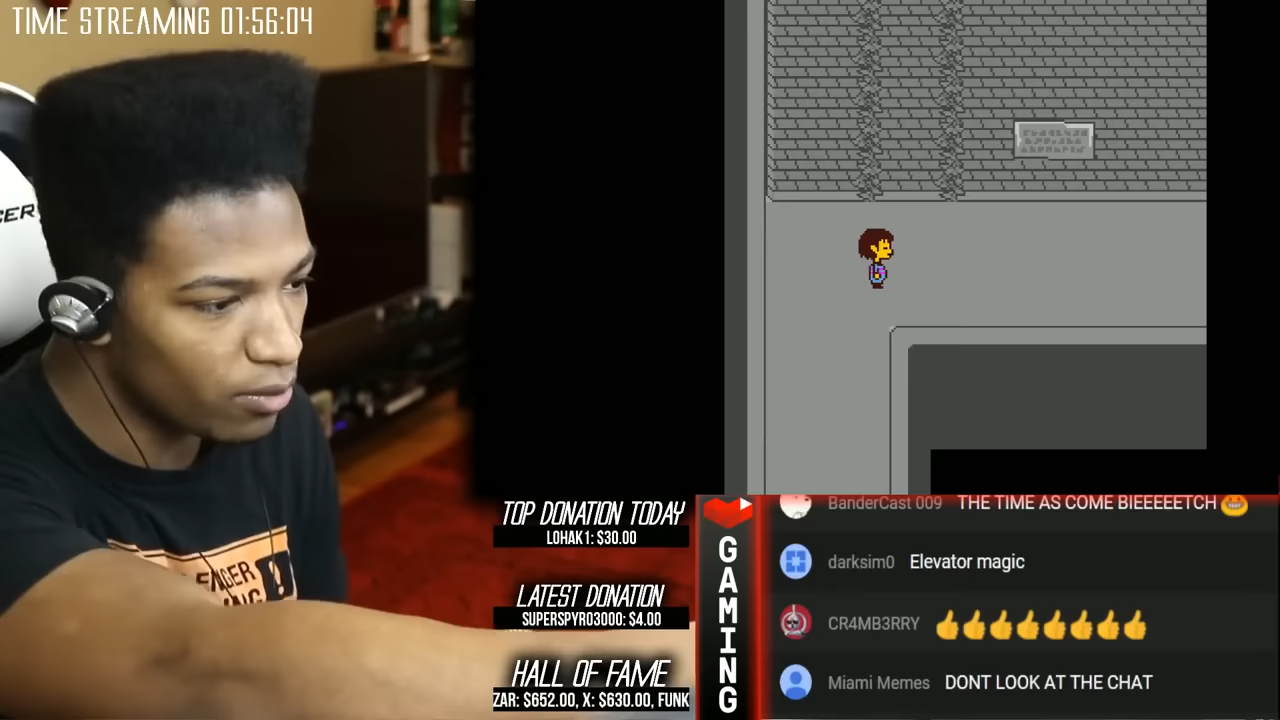 TIME STREAMING 01:56:04
CER
TOP DONATION TODAY
LOHAK1: $30.00
LATEST DONATION
SUPERSPYRO3000: $4.00
HALL OF FAME
ZAR: $652.00, X: $630.00, FUNK
GAMING
BanderCast 009 THE TIME AS COME BIEEEEETCH
darksim0 Elevator magic
CR4MB3RRY
Miami Memes DONT LOOK AT THE CHAT